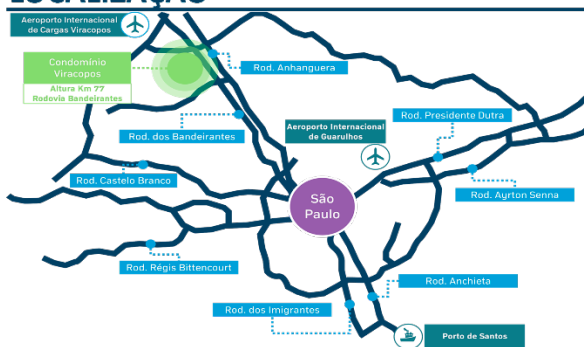 LOCALIZAÇÃO
Aeroporto Internacional
de Cargas Viracopos
Condomínio
Viracopos
Altura Km 77
Rodovia Bandeirantes
Rod. Anhanguera
Rod. dos Bandeirantes
Aeroporto Internacional
de Guarulhos
Rod. Presidente Dutra
Rod. Castelo Branco
Rod. Ayrton Senna
São
Paulo
Rod. Régis Bittencourt
Rod. Anchieta
Rod. dos Imigrantes
Porto de Santos